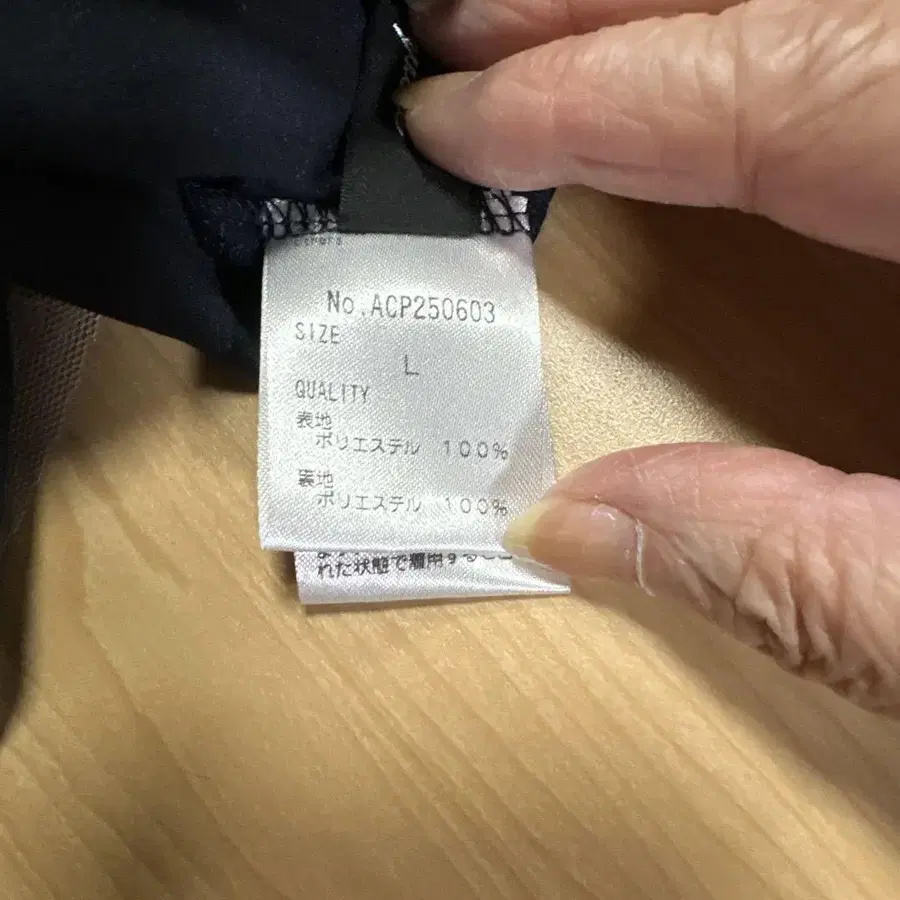 No.ACP250603
SIZE
L
QUALITY
表地
ポリエステル 100%
裏地
ポリエステル 100%
れた状態で着用する